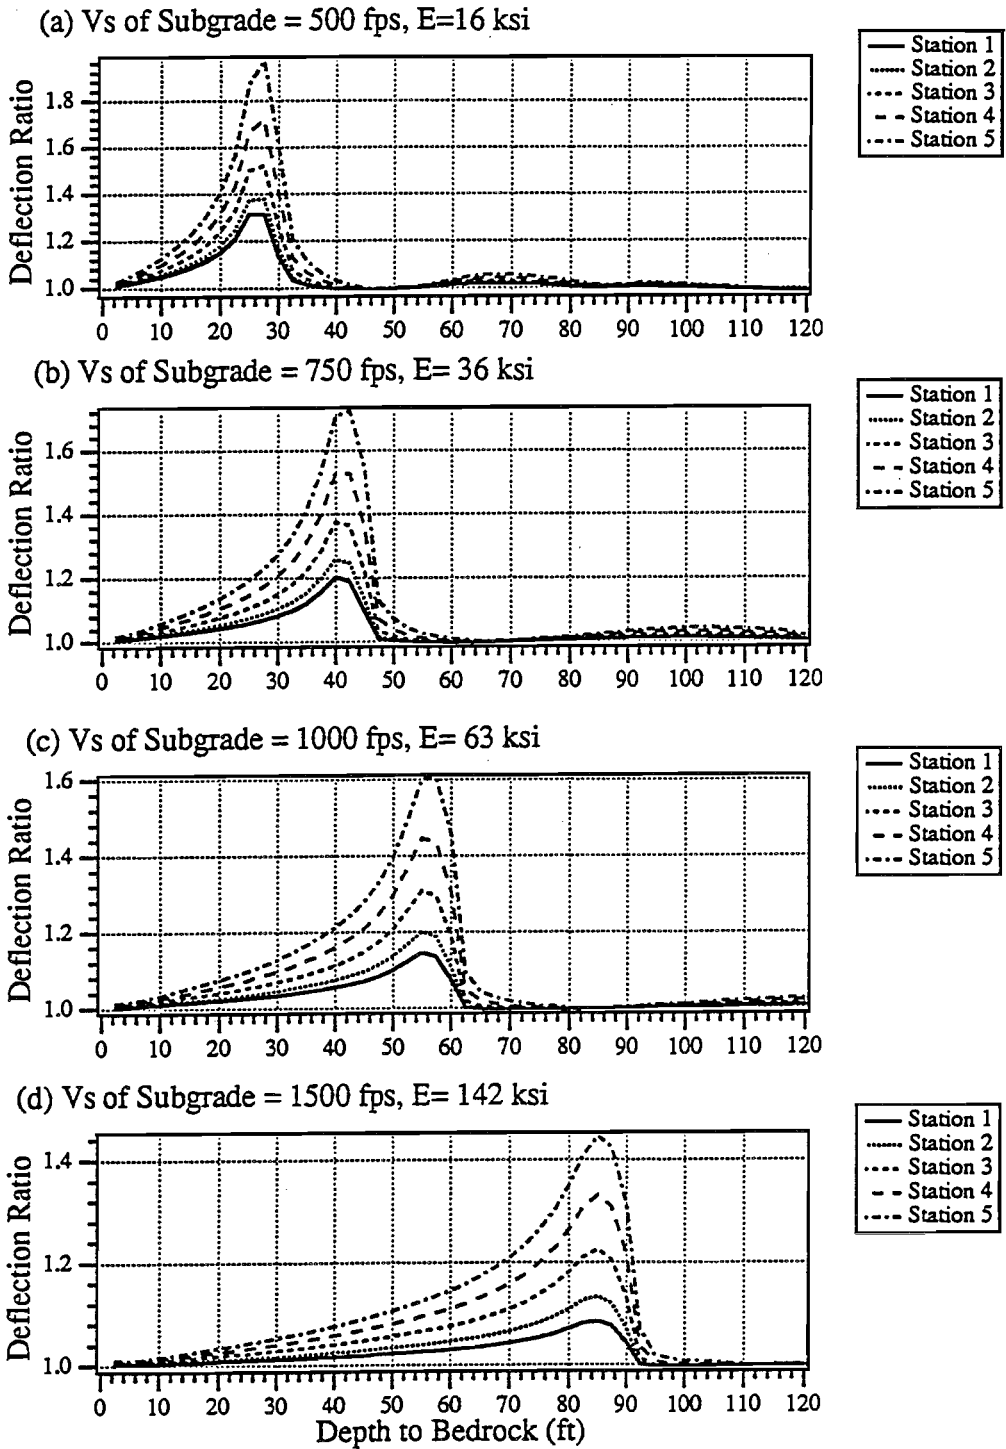 (a) Vs of Subgrade = 500 fps, E=16 ksi
Deflection Ratio
1.8
1.6
1.4
1.2
1.0
0 10 20 30 40 50 60 70 80 90 100 110 120
Station 1
Station 2
Station 3
Station 4
Station 5
(b) Vs of Subgrade = 750 fps, E= 36 ksi
Deflection Ratio
1.6
1.4
1.2
1.0
0 10 20 30 40 50 60 70 80 90 100 110 120
Station 1
Station 2
Station 3
Station 4
Station 5
(c) Vs of Subgrade = 1000 fps, E= 63 ksi
Deflection Ratio
1.6
1.4
1.2
1.0
0 10 20 30 40 50 60 70 80 90 100 110 120
Station 1
Station 2
Station 3
Station 4
Station 5
(d) Vs of Subgrade = 1500 fps, E= 142 ksi
Deflection Ratio
1.4
1.2
1.0
0 10 20 30 40 50 60 70 80 90 100 110 120
Depth to Bedrock (ft)
Station 1
Station 2
Station 3
Station 4
Station 5